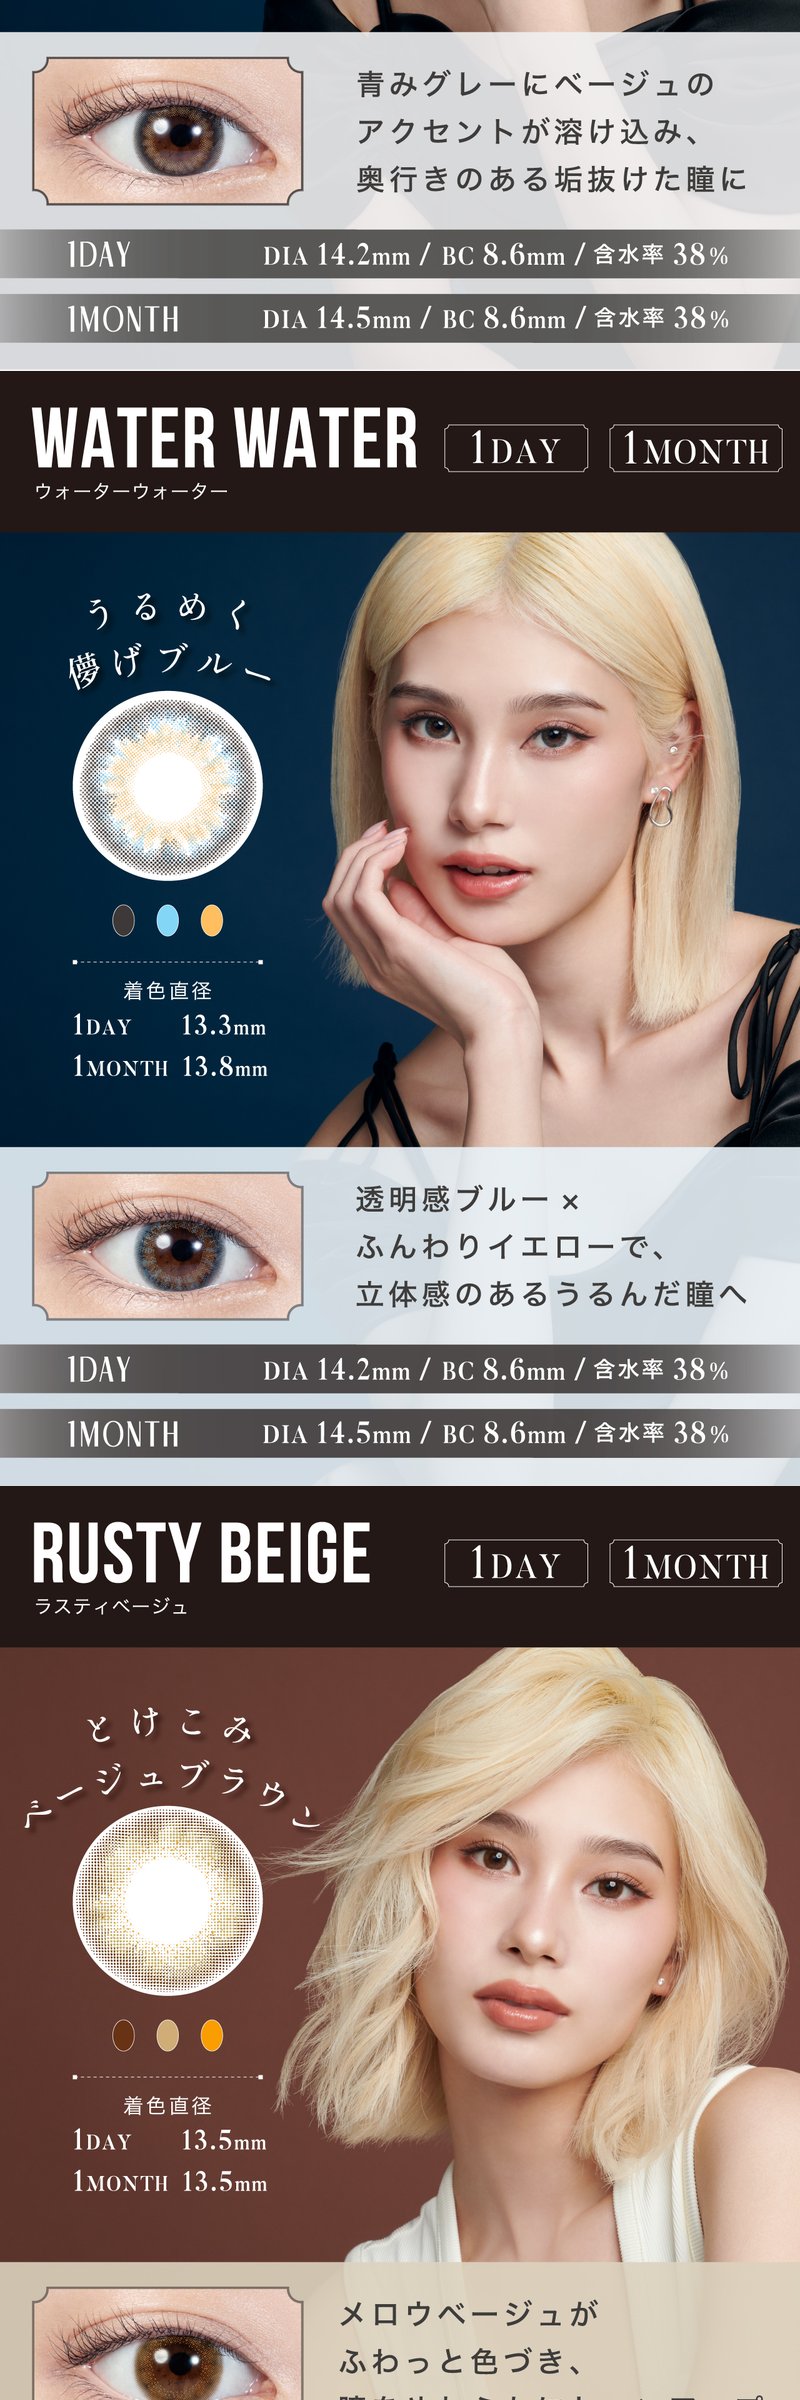 青みグレーにベージュの
アクセントが溶け込み、
奥行きのある垢抜けた瞳に
1DAY DIA 14.2mm / BC 8.6mm / 含水率 38%
1MONTH DIA 14.5mm / BC 8.6mm / 含水率 38%
WATER WATER 1DAY 1MONTH
ウォーターウォーター
うるめく
儚げブルー
着色直径
1DAY 13.3mm
1MONTH 13.8mm
透明感ブルー ×
ふんわりイエローで、
立体感のあるうるんだ瞳へ
1DAY DIA 14.2mm / BC 8.6mm / 含水率 38%
1MONTH DIA 14.5mm / BC 8.6mm / 含水率 38%
RUSTY BEIGE 1DAY 1MONTH
ラスティベージュ
とけこみ
ベージュブラウン
着色直径
1DAY 13.5mm
1MONTH 13.5mm
メロウベージュが
ふわっと色づき、